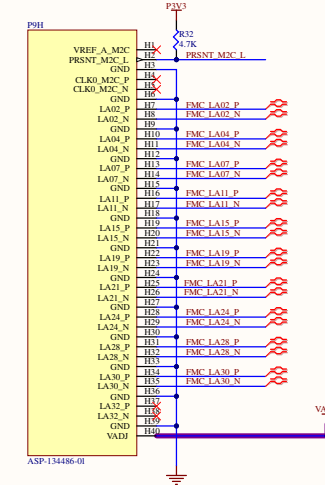 P3V3
P9H
R32
4.7K
VREF_A_M2C H1
PRSNT_M2C_L H2 PRSNT_M2C_L
GND H3
CLK0_M2C_P H4
CLK0_M2C_N H5
GND H6
LA02_P H7 FMC_LA02_P
LA02_N H8 FMC_LA02_N
GND H9
LA04_P H10 FMC_LA04_P
LA04_N H11 FMC_LA04_N
GND H12
LA07_P H13 FMC_LA07_P
LA07_N H14 FMC_LA07_N
GND H15
LA11_P H16 FMC_LA11_P
LA11_N H17 FMC_LA11_N
GND H18
LA15_P H19 FMC_LA15_P
LA15_N H20 FMC_LA15_N
GND H21
LA19_P H22 FMC_LA19_P
LA19_N H23 FMC_LA19_N
GND H24
LA21_P H25 FMC_LA21_P
LA21_N H26 FMC_LA21_N
GND H27
LA24_P H28 FMC_LA24_P
LA24_N H29 FMC_LA24_N
GND H30
LA28_P H31 FMC_LA28_P
LA28_N H32 FMC_LA28_N
GND H33
LA30_P H34 FMC_LA30_P
LA30_N H35 FMC_LA30_N
GND H36
LA32_P H37
LA32_N H38
GND H39
VADJ H40
VA
ASP-134486-01